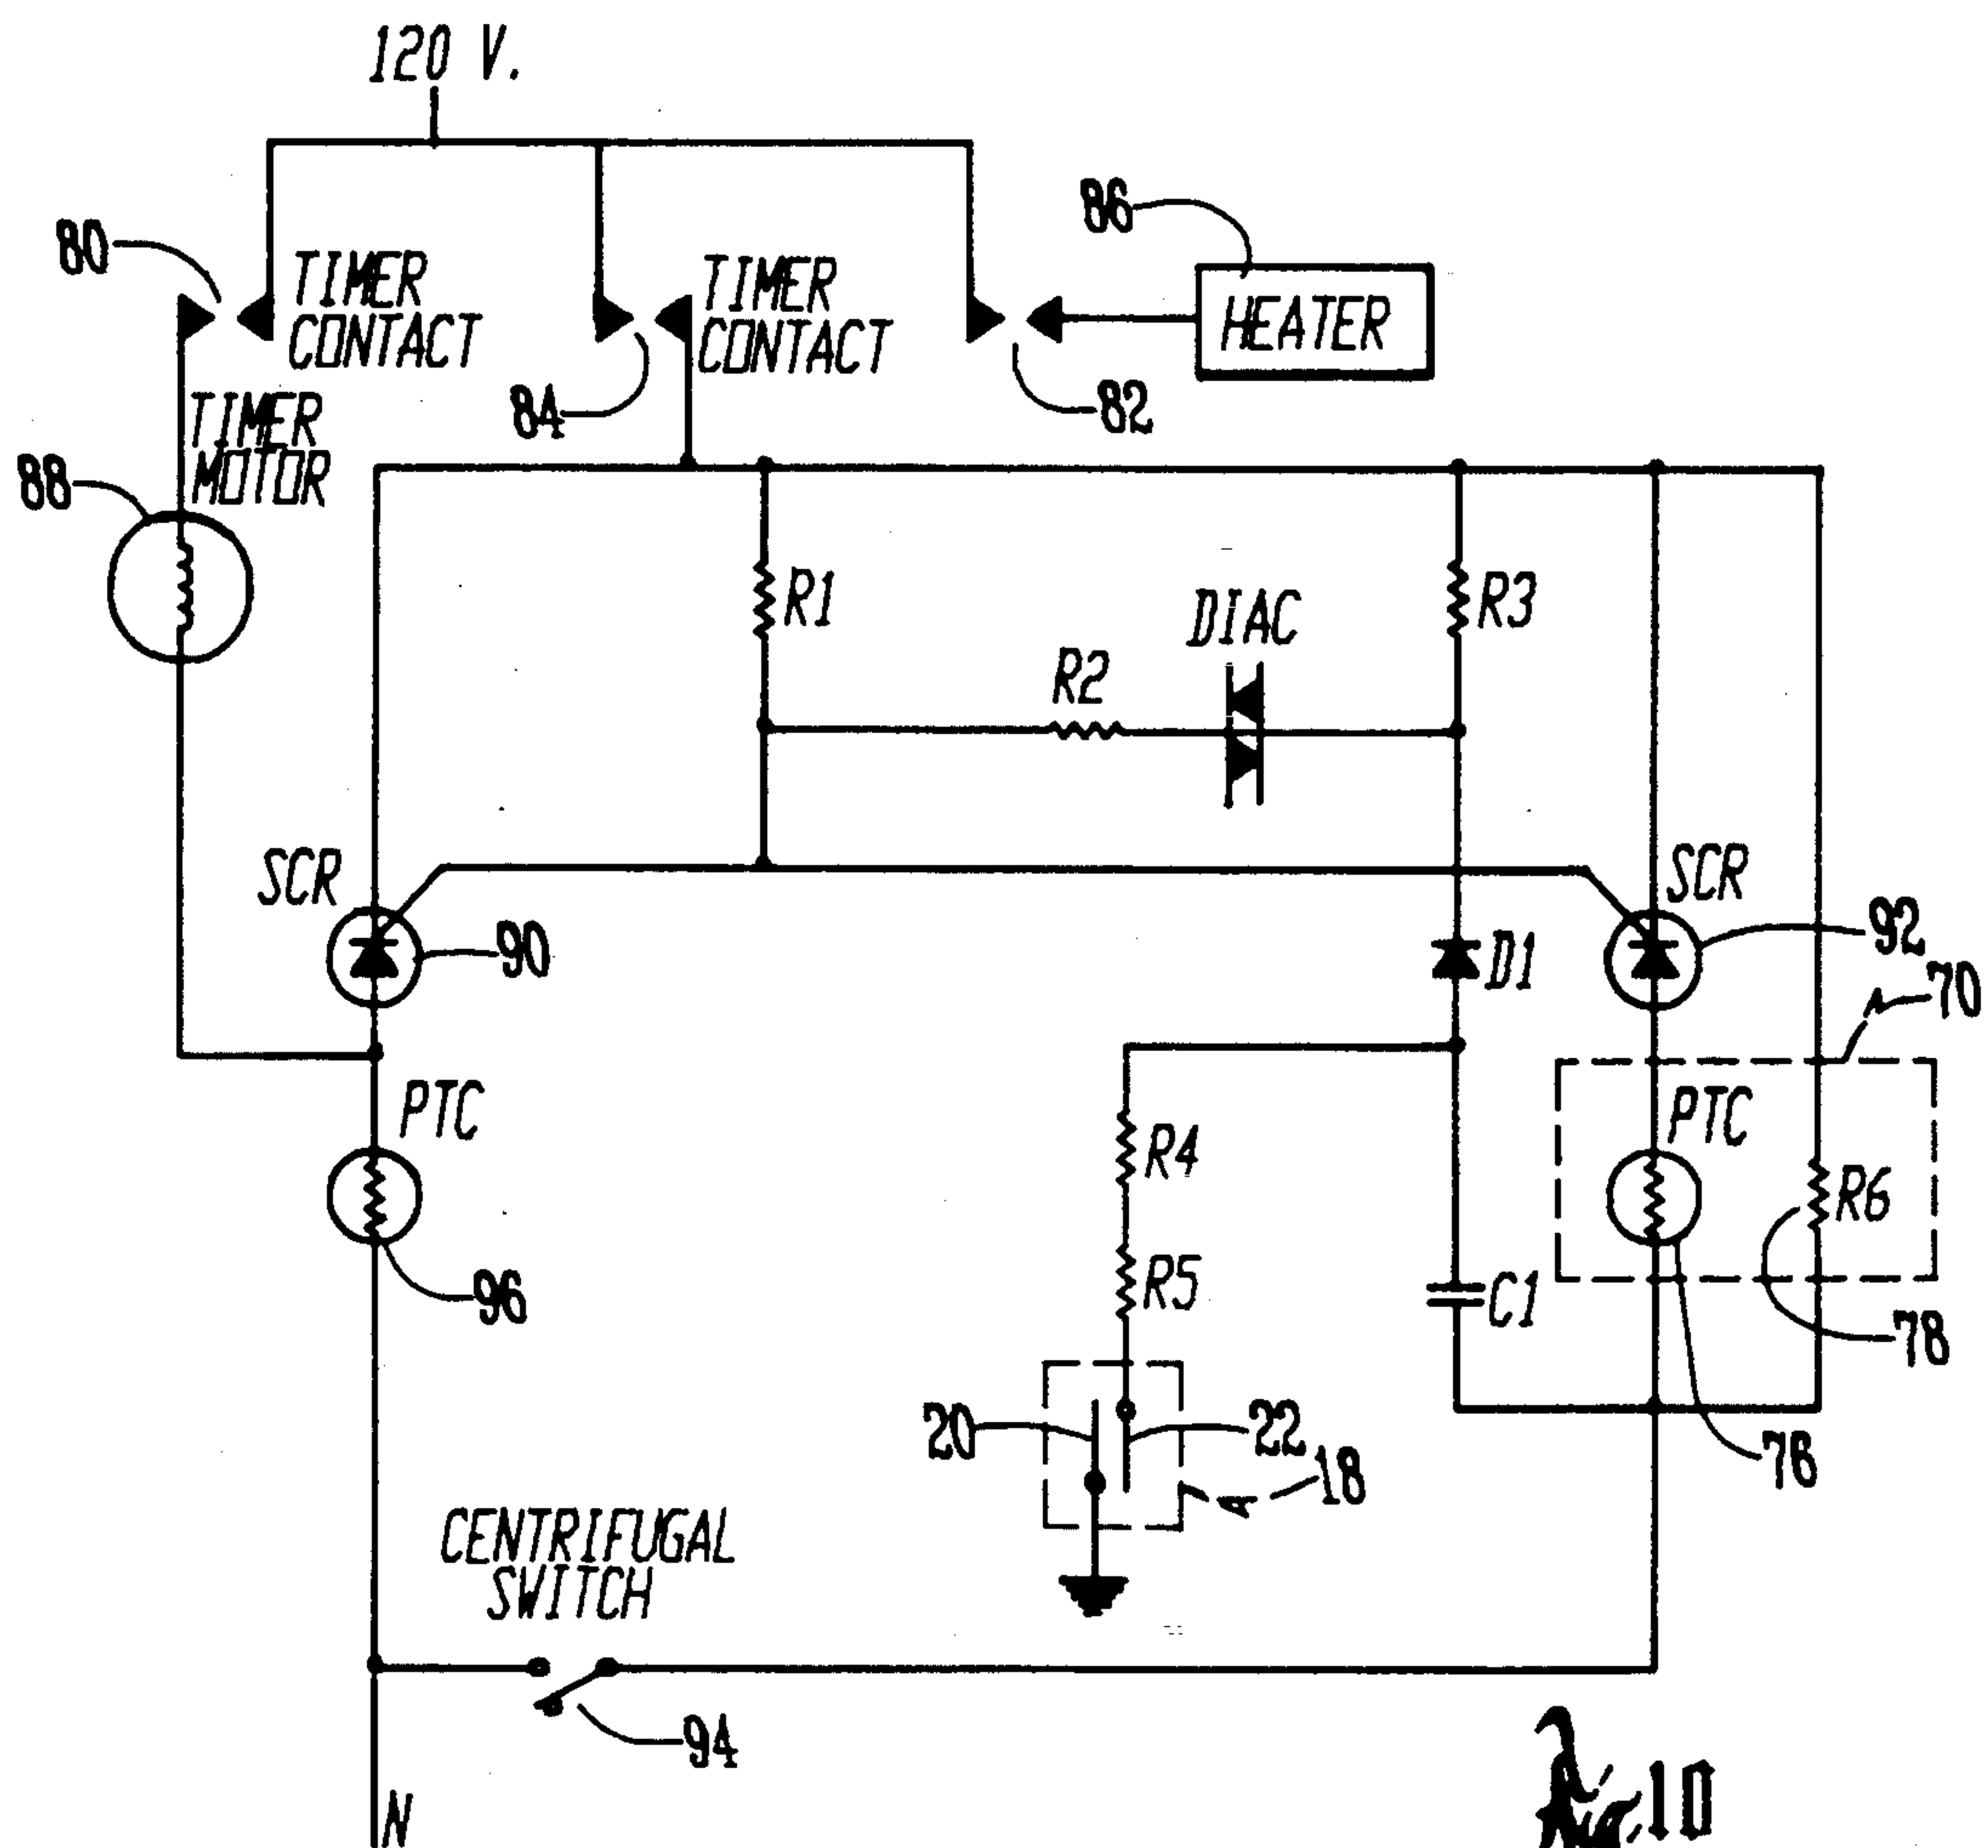 120 V.
86
80
TIMER
CONTACT
TIMER
CONTACT
HEATER
84
82
TIMER
MOTOR
88
R1
R3
DIAC
R2
SCR
SCR
90
D1
92
70
PTC
PTC
R4
R6
R5
C1
96
78
20
22
18
76
CENTRIFUGAL
SWITCH
94
N
Fig. 10